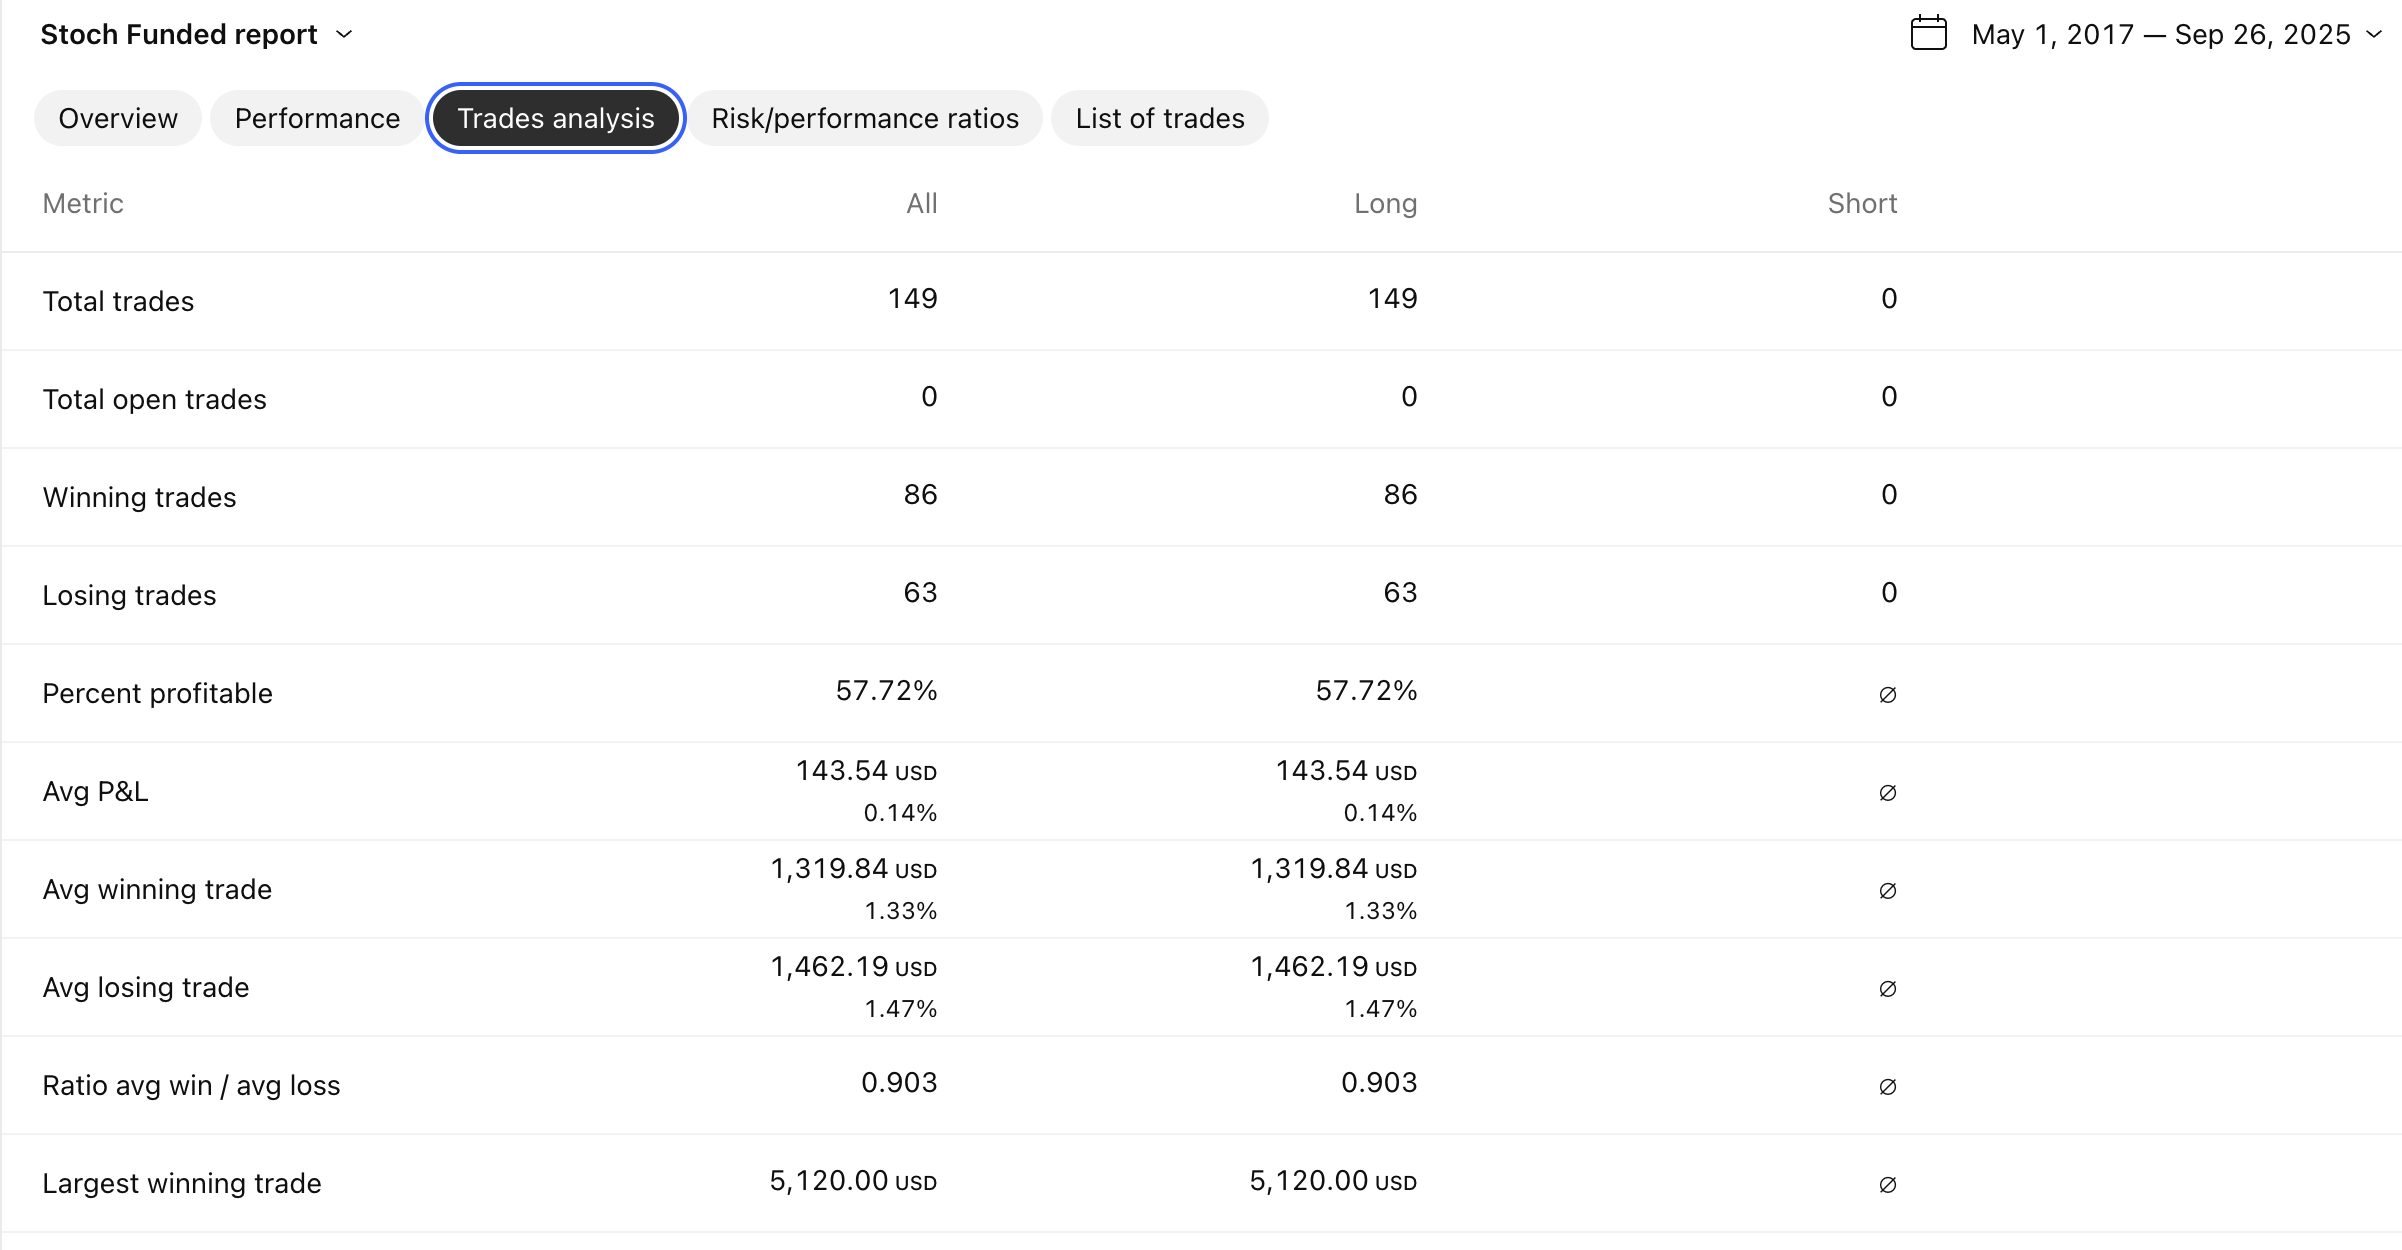 Stoch Funded report
May 1, 2017 — Sep 26, 2025
Overview Performance Trades analysis Risk/performance ratios List of trades
Metric All Long Short
Total trades 149 149 0
Total open trades 0 0 0
Winning trades 86 86 0
Losing trades 63 63 0
Percent profitable 57.72% 57.72% ∅
Avg P&L 143.54 USD 143.54 USD ∅
0.14% 0.14%
Avg winning trade 1,319.84 USD 1,319.84 USD ∅
1.33% 1.33%
Avg losing trade 1,462.19 USD 1,462.19 USD ∅
1.47% 1.47%
Ratio avg win / avg loss 0.903 0.903 ∅
Largest winning trade 5,120.00 USD 5,120.00 USD ∅